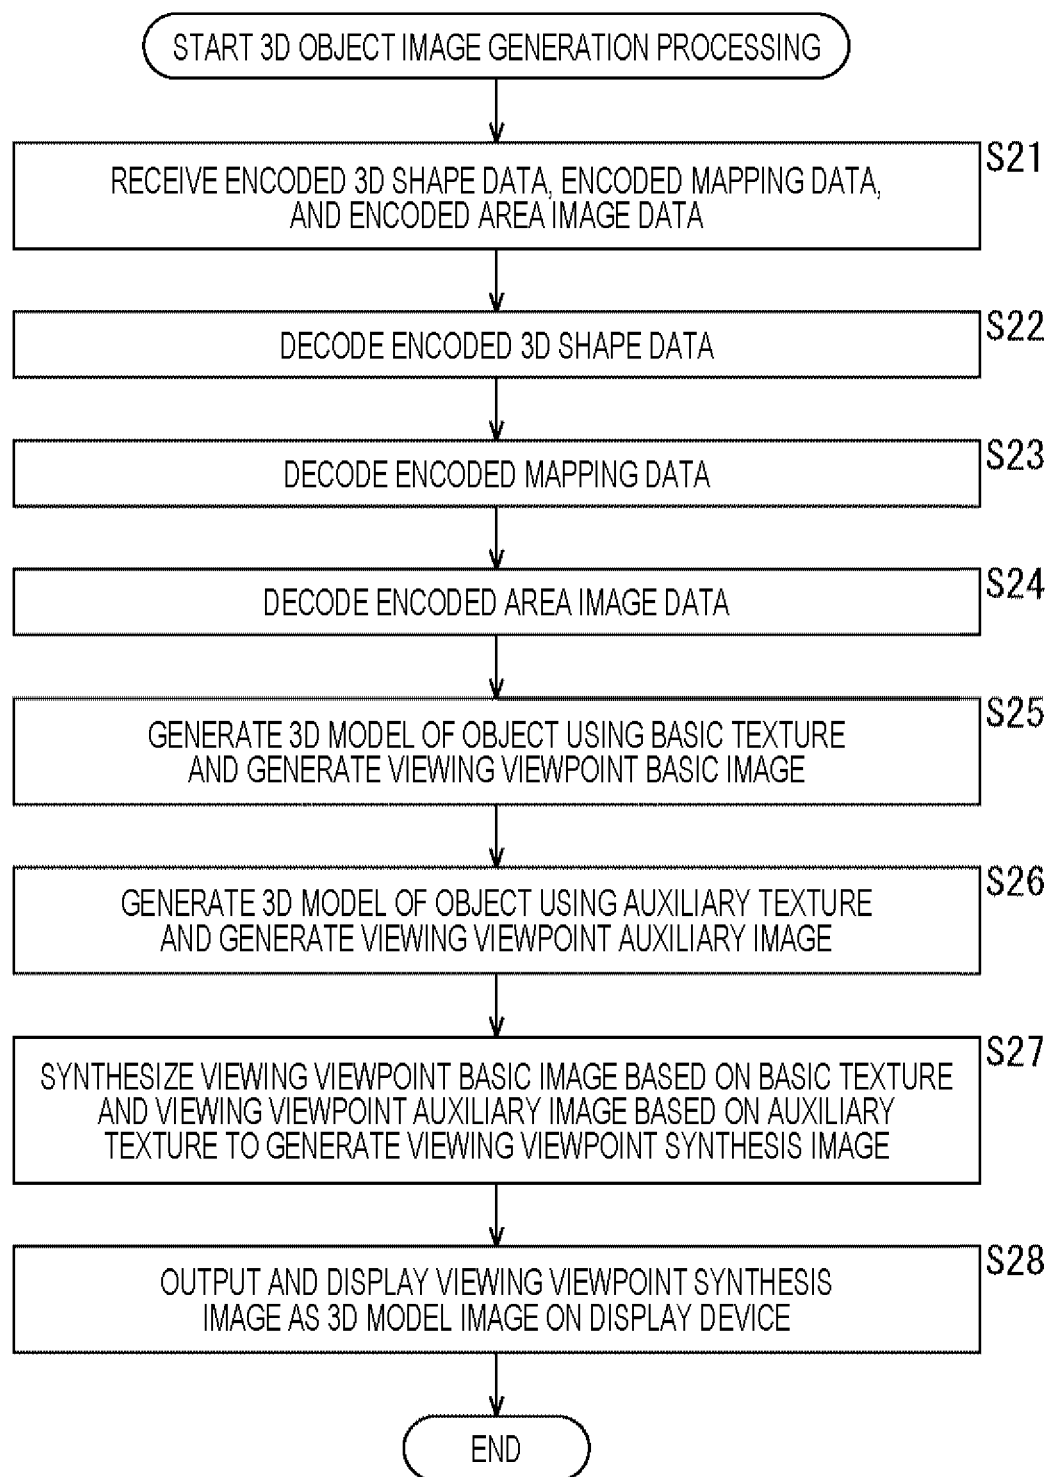 START 3D OBJECT IMAGE GENERATION PROCESSING
S21
RECEIVE ENCODED 3D SHAPE DATA, ENCODED MAPPING DATA,
AND ENCODED AREA IMAGE DATA
S22
DECODE ENCODED 3D SHAPE DATA
S23
DECODE ENCODED MAPPING DATA
S24
DECODE ENCODED AREA IMAGE DATA
S25
GENERATE 3D MODEL OF OBJECT USING BASIC TEXTURE
AND GENERATE VIEWING VIEWPOINT BASIC IMAGE
S26
GENERATE 3D MODEL OF OBJECT USING AUXILIARY TEXTURE
AND GENERATE VIEWING VIEWPOINT AUXILIARY IMAGE
S27
SYNTHESIZE VIEWING VIEWPOINT BASIC IMAGE BASED ON BASIC TEXTURE
AND VIEWING VIEWPOINT AUXILIARY IMAGE BASED ON AUXILIARY
TEXTURE TO GENERATE VIEWING VIEWPOINT SYNTHESIS IMAGE
S28
OUTPUT AND DISPLAY VIEWING VIEWPOINT SYNTHESIS
IMAGE AS 3D MODEL IMAGE ON DISPLAY DEVICE
END